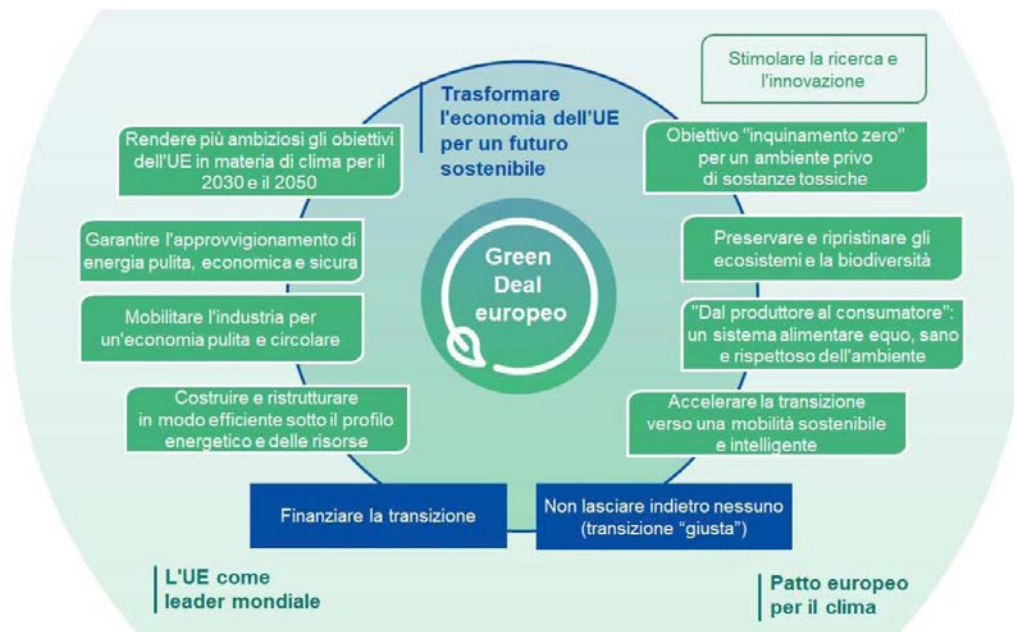 Stimolare la ricerca e
l'innovazione
Trasformare
l'economia dell'UE
per un futuro
sostenibile
Rendere più ambiziosi gli obiettivi
dell'UE in materia di clima per il
2030 e il 2050
Obiettivo "inquinamento zero"
per un ambiente privo
di sostanze tossiche
Garantire l'approvvigionamento di
energia pulita, economica e sicura
Preservare e ripristinare gli
ecosistemi e la biodiversità
Green
Deal
europeo
Mobilitare l'industria per
un'economia pulita e circolare
"Dal produttore al consumatore":
un sistema alimentare equo, sano
e rispettoso dell'ambiente
Costruire e ristrutturare
in modo efficiente sotto il profilo
energetico e delle risorse
Accelerare la transizione
verso una mobilità sostenibile
e intelligente
Finanziare la transizione
Non lasciare indietro nessuno
(transizione “giusta”)
L'UE come
leader mondiale
Patto europeo
per il clima